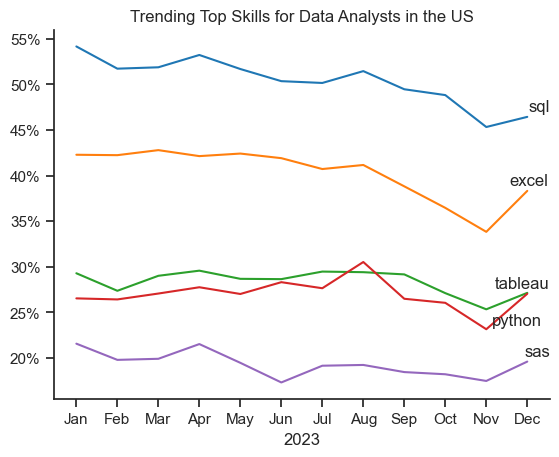 Trending Top Skills for Data Analysts in the US
55%
50%
45%
40%
35%
30%
25%
20%
sql
excel
tableau
python
sas
Jan Feb Mar Apr May Jun Jul Aug Sep Oct Nov Dec
2023